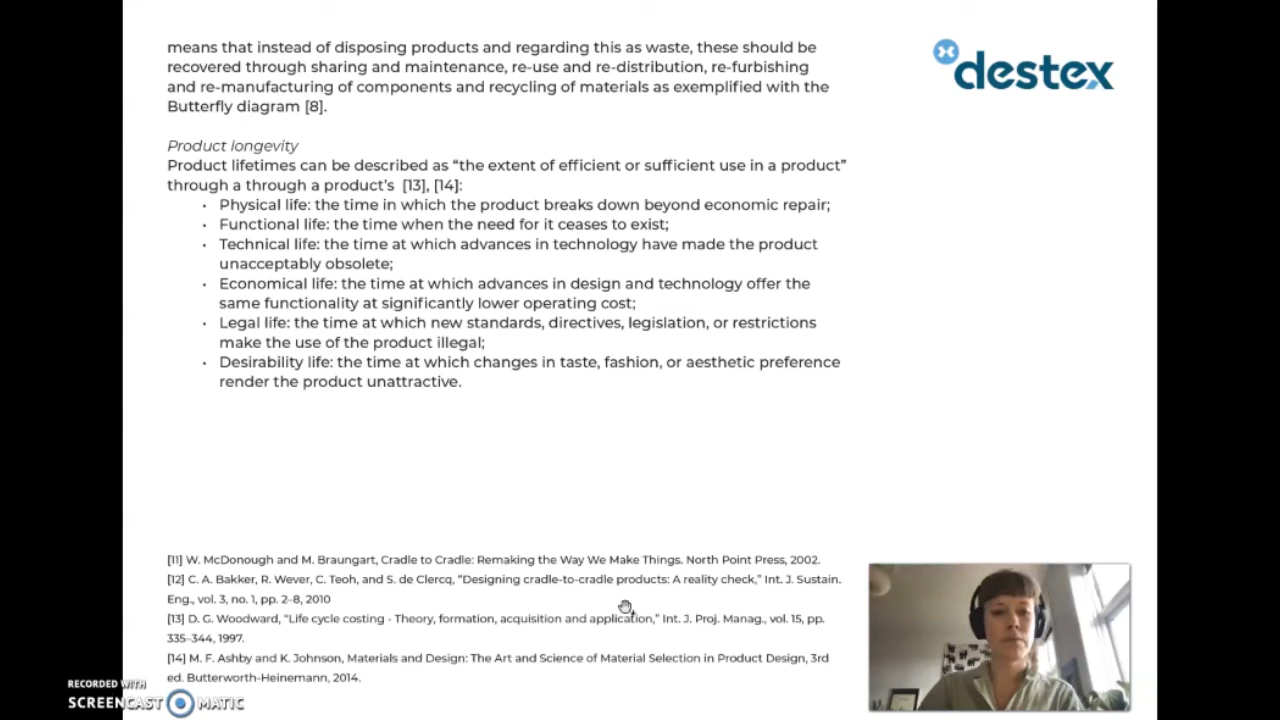 means that instead of disposing products and regarding this as waste, these should be
recovered through sharing and maintenance, re-use and re-distribution, re-furbishing
and re-manufacturing of components and recycling of materials as exemplified with the
Butterfly diagram [8].
destex
Product longevity
Product lifetimes can be described as “the extent of efficient or sufficient use in a product”
through a through a product’s [13], [14]:
• Physical life: the time in which the product breaks down beyond economic repair;
• Functional life: the time when the need for it ceases to exist;
• Technical life: the time at which advances in technology have made the product
unacceptably obsolete;
• Economical life: the time at which advances in design and technology offer the
same functionality at significantly lower operating cost;
• Legal life: the time at which new standards, directives, legislation, or restrictions
make the use of the product illegal;
• Desirability life: the time at which changes in taste, fashion, or aesthetic preference
render the product unattractive.
[11] W. McDonough and M. Braungart, Cradle to Cradle: Remaking the Way We Make Things. North Point Press, 2002.
[12] C. A. Bakker, R. Wever, C. Teoh, and S. de Clercq, “Designing cradle-to-cradle products: A reality check,” Int. J. Sustain.
Eng., vol. 3, no. 1, pp. 2–8, 2010
[13] D. G. Woodward, “Life cycle costing - Theory, formation, acquisition and application,” Int. J. Proj. Manag., vol. 15, pp.
335–344, 1997.
[14] M. F. Ashby and K. Johnson, Materials and Design: The Art and Science of Material Selection in Product Design, 3rd
ed. Butterworth-Heinemann, 2014.
RECORDED WITH
SCREENCAST MATIC